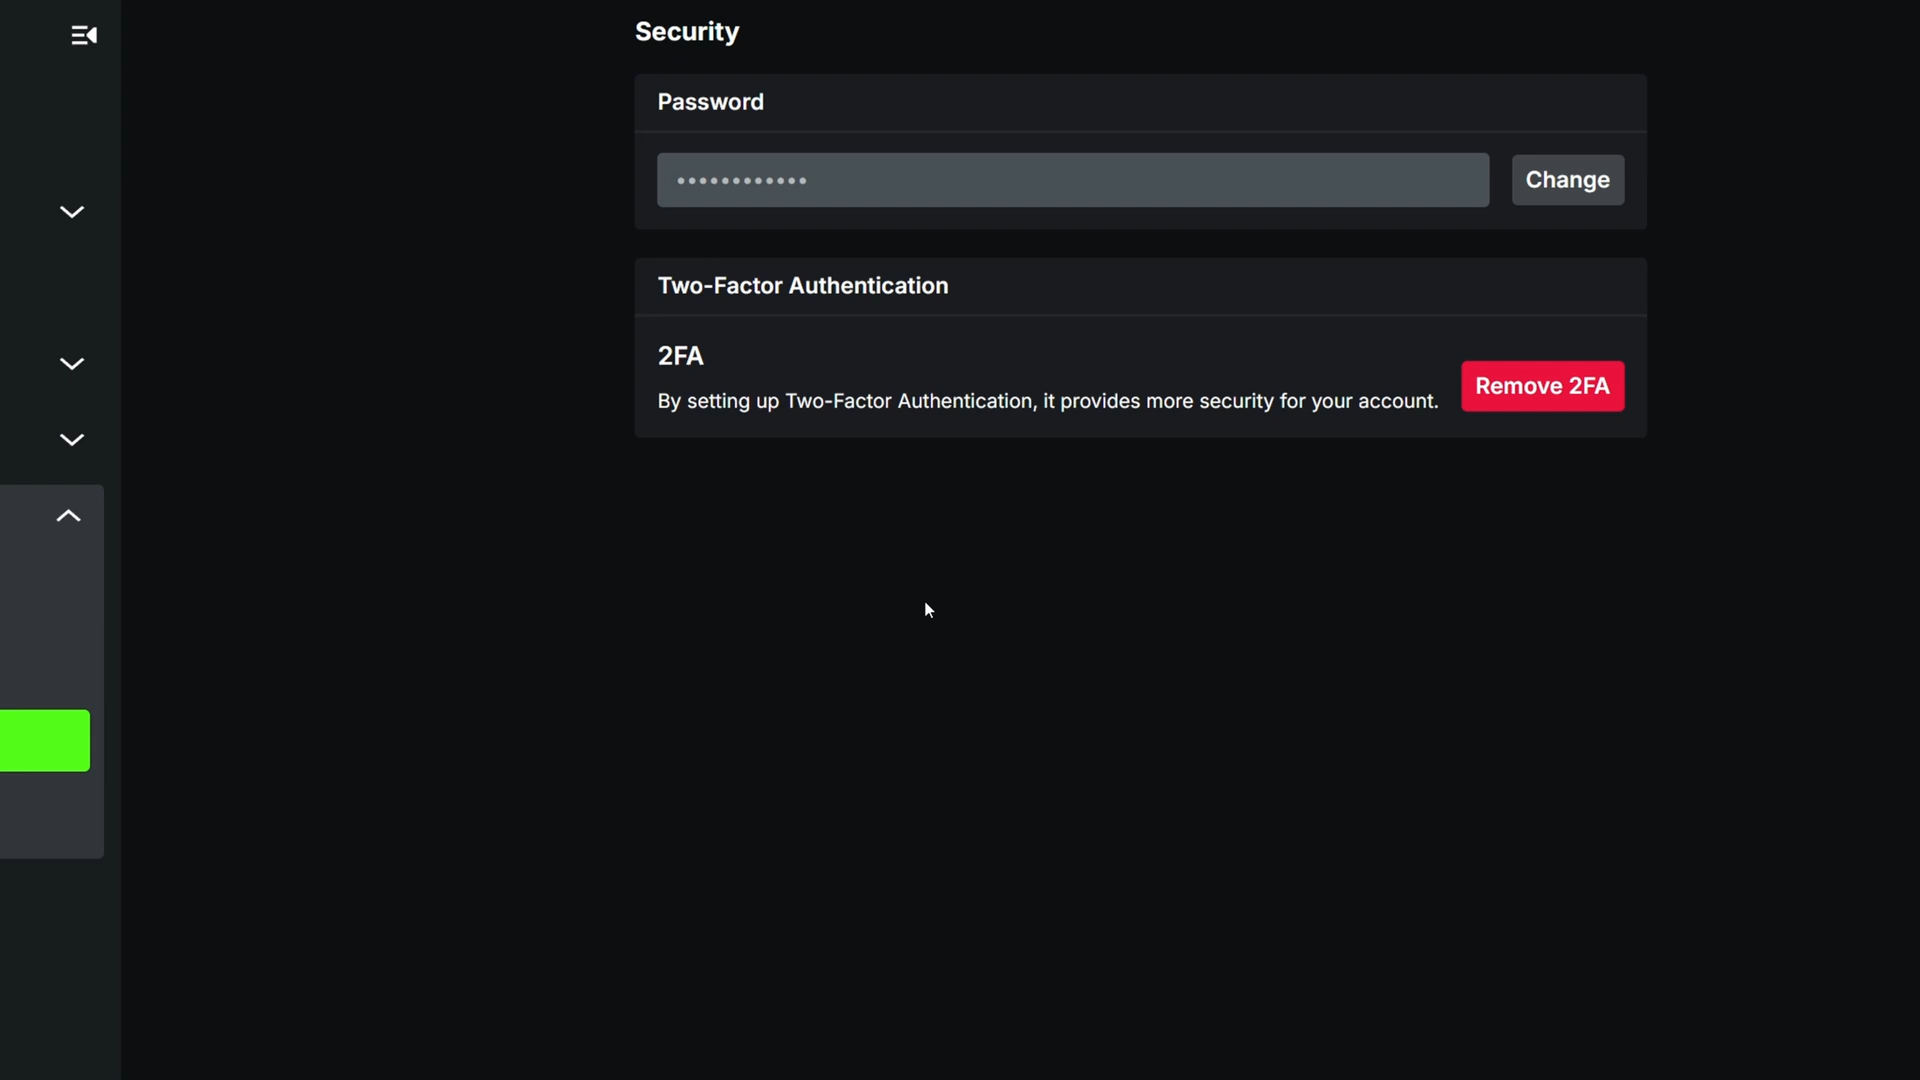 Security
Password
••••••••••••
Change
Two-Factor Authentication
2FA
By setting up Two-Factor Authentication, it provides more security for your account.
Remove 2FA